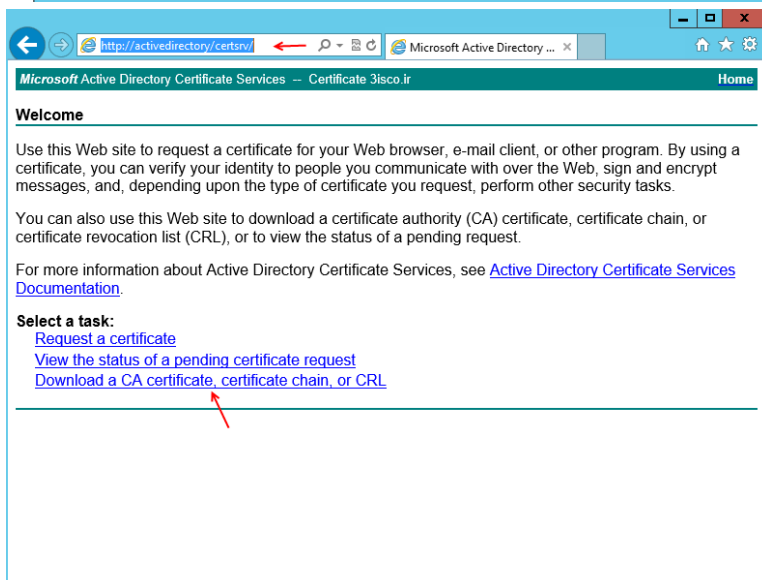 http://activedirectory/certsrv/
Microsoft Active Directory ...
Microsoft Active Directory Certificate Services -- Certificate 3isco.ir
Home
Welcome
Use this Web site to request a certificate for your Web browser, e-mail client, or other program. By using a
certificate, you can verify your identity to people you communicate with over the Web, sign and encrypt
messages, and, depending upon the type of certificate you request, perform other security tasks.
You can also use this Web site to download a certificate authority (CA) certificate, certificate chain, or
certificate revocation list (CRL), or to view the status of a pending request.
For more information about Active Directory Certificate Services, see Active Directory Certificate Services
Documentation.
Select a task:
Request a certificate
View the status of a pending certificate request
Download a CA certificate, certificate chain, or CRL